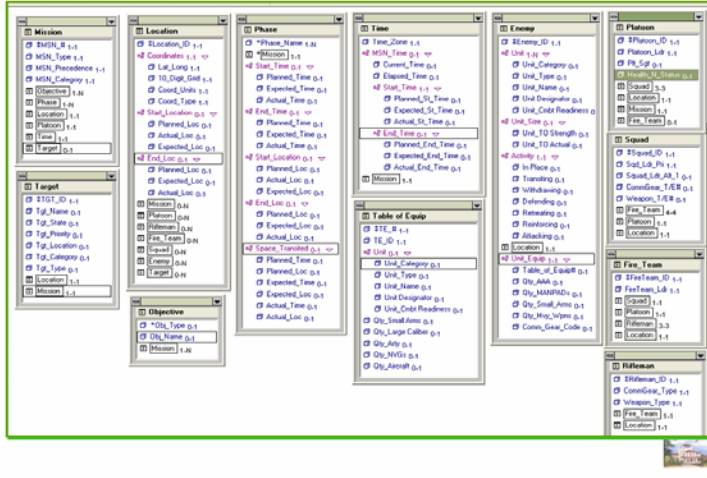 Mission
‡MSN_# 1-1
MSN_Type 1-1
MSN_Precedence 1-1
MSN_Category 1-1
Objective 1-N
Phase 1-N
Location 1-1
Platoon 1-1
Time 1-1
Target 0-1
Target
‡TGT_ID 1-1
Tgt_Name 0-1
Tgt_State 0-1
Tgt_Priority 0-1
Tgt_Location 0-1
Tgt_Category 0-1
Tgt_Type 0-1
Location 1-1
Mission 1-1
Location
‡Location_ID 1-1
Coordinates 1-1
Lat_Long 1-1
10_Digit_Grid 1-1
Coord_Units 1-1
Coord_Type 1-1
Start_Location 0-1
Planned_Loc 0-1
Actual_Loc 0-1
Expected_Loc 0-1
End_Loc 0-1
Planned_Loc 0-1
Expected_Loc 0-1
Actual_Loc 0-1
Mission 0-N
Platoon 0-N
Rifleman 0-N
Fire_Team 0-N
Squad 0-N
Enemy 0-N
Target 0-N
Objective
*Obj_Type 0-1
Obj_Name 0-1
Mission 1-N
Phase
*Phase_Name 1-N
*Mission 1-1
Start_Time 0-1
Planned_Time 0-1
Expected_Time 0-1
Actual_Time 0-1
End_Time 0-1
Planned_Time 0-1
Expected_Time 0-1
Actual_Time 0-1
Start_Location 0-1
Planned_Loc 0-1
Actual_Loc 0-1
Expected_Loc 0-1
End_Loc 0-1
Planned_Loc 0-1
Expected_Loc 0-1
Actual_Loc 0-1
Space_Transited 0-1
Planned_Time 0-1
Planned_Loc 0-1
Expected_Time 0-1
Expected_Loc 0-1
Actual_Time 0-1
Actual_Loc 0-1
Time
Time_Zone 1-1
MSN_Time 0-1
Current_Time 0-1
Elapsed_Time 0-1
Start_Time 1-1
Planned_St_Time 0-1
Expected_St_Time 0-1
Actual_St_Time 0-1
End_Time 0-1
Planned_End_Time 0-1
Expected_End_Time 0-1
Actual_End_Time 0-1
Mission 1-1
Table of Equip
‡TE_# 1-1
TE_ID 1-1
Unit 0-1
Unit_Category 0-1
Unit_Type 0-1
Unit_Name 0-1
Unit Designator 0-1
Unit_Cmbt Readiness 0-1
Qty_Small Arms 0-1
Qty_Large Caliber 0-1
Qty_Arty 0-1
Qty_NVGs 0-1
Qty_Aircraft 0-1
Enemy
‡Enemy_ID 1-1
Unit 1-N
Unit_Category 0-1
Unit_Type 0-1
Unit_Name 0-1
Unit Designator 0-1
Unit_Cmbt Readiness 0
Unit_Size 0-1
Unit_TO Strength 0-1
Unit_TO Actual 0-1
Activity 1-1
In Place 0-1
Transiting 0-1
Withdrawing 0-1
Defending 0-1
Retreating 0-1
Reinforcing 0-1
Attacking 0-1
Location 1-1
Unit_Equip 1-1
Table_of_Equip# 0-1
Qty_AAA 0-1
Qty_MANPADs 0-1
Qty_Small_Arms 0-1
Qty_Hvy_Wpns 0-1
Comm_Gear_Code 0-1
Platoon
‡Platoon_ID 1-1
Platoon_Ldr 1-1
Plt_Sgt 0-1
Health_N_Status 0-1
Squad 3-3
Location 1-1
Mission 1-1
Fire_Team 0-1
Squad
‡Squad_ID 1-1
Sqd_Ldr_Pri 1-1
Squad_Ldr_Alt_1 0-1
CommGear_T/E# 0-1
Weapon_T/E# 0-1
Fire_Team 4-4
Platoon 1-1
Location 1-1
Fire_Team
‡FireTeam_ID 1-1
FireTeam_Ldr 1-1
Squad 1-1
Platoon 1-1
Rifleman 3-3
Location 1-1
Rifleman
‡Rifleman_ID 1-1
CommGear_Type 1-1
Weapon_Type 1-1
Fire_Team 1-1
Location 1-1